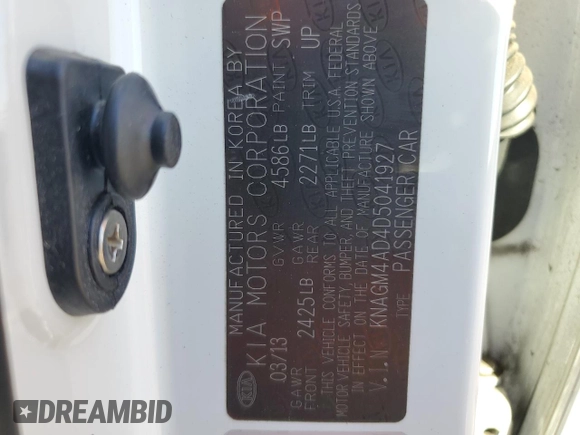 MANUFACTURED IN KOREA BY
KIA MOTORS CORPORATION
03/13 GVWR 4586LB PAINT SWP
GAWR FRONT 2425LB GAWR REAR 2271LB TRIM UP
THIS VEHICLE CONFORMS TO ALL APPLICABLE U.S.A. FEDERAL
MOTOR VEHICLE SAFETY, BUMPER, AND THEFT PREVENTION STANDARDS
IN EFFECT ON THE DATE OF MANUFACTURE SHOWN ABOVE
V.I.N KNAGM4AD4D5041927
TYPE PASSENGER CAR
KIA
DREAMBID